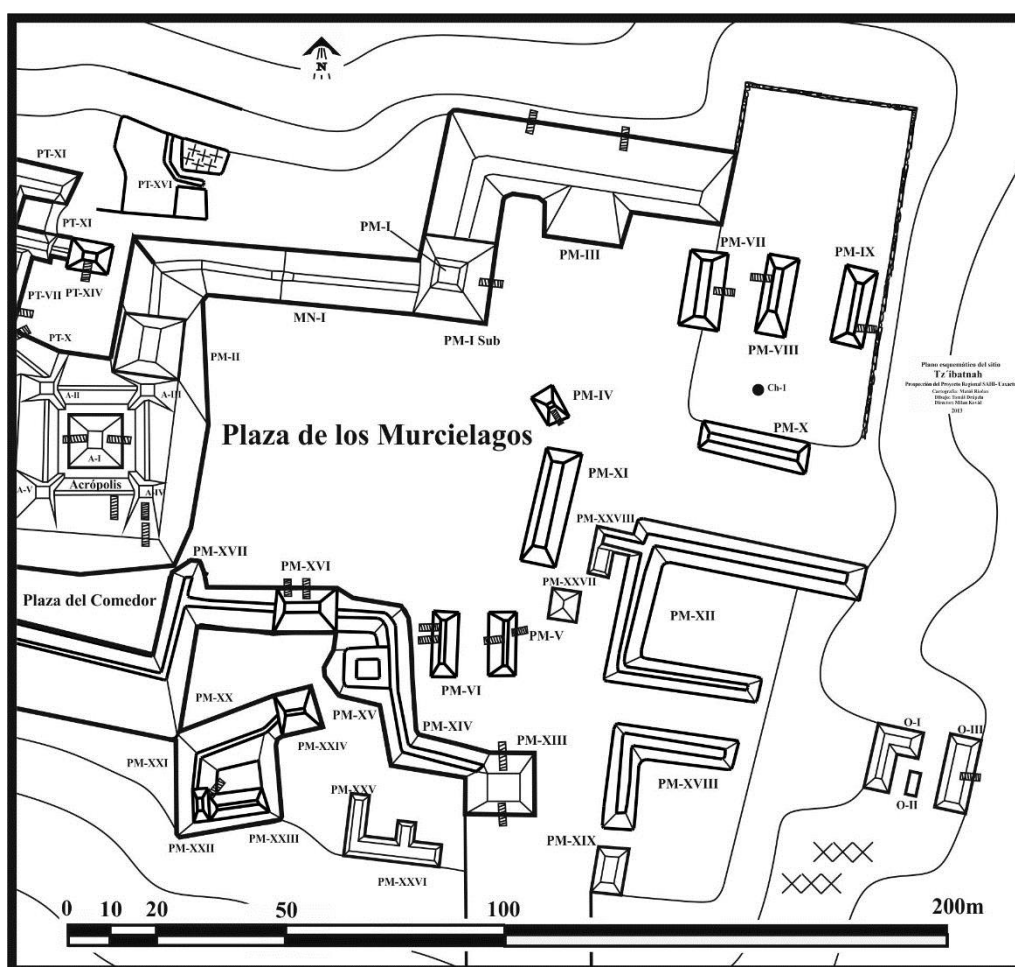 N
PT-XI
PT-XVI
PT-XI
PM-I
PM-III
PM-VII
PM-IX
PT-VII
PT-XIV
MN-I
PM-I Sub
PM-VIII
PT-X
PM-II
A-II
A-III
Ch-1
Plano esquemático del sitio
Tz´ibatnah
2013
PM-IV
Plaza de los Murcielagos
PM-X
A-I
PM-XI
A-V
Acrópolis
A-IV
PM-XXVIII
PM-XVII
PM-XVI
PM-XXVII
Plaza del Comedor
PM-XII
PM-V
PM-VI
PM-XX
PM-XV
PM-XIV
O-I
O-III
PM-XXIV
PM-XIII
PM-XXI
PM-XVIII
PM-XXV
O-II
PM-XXIII
PM-XIX
PM-XXII
PM-XXVI
0 10 20 50 100 200m